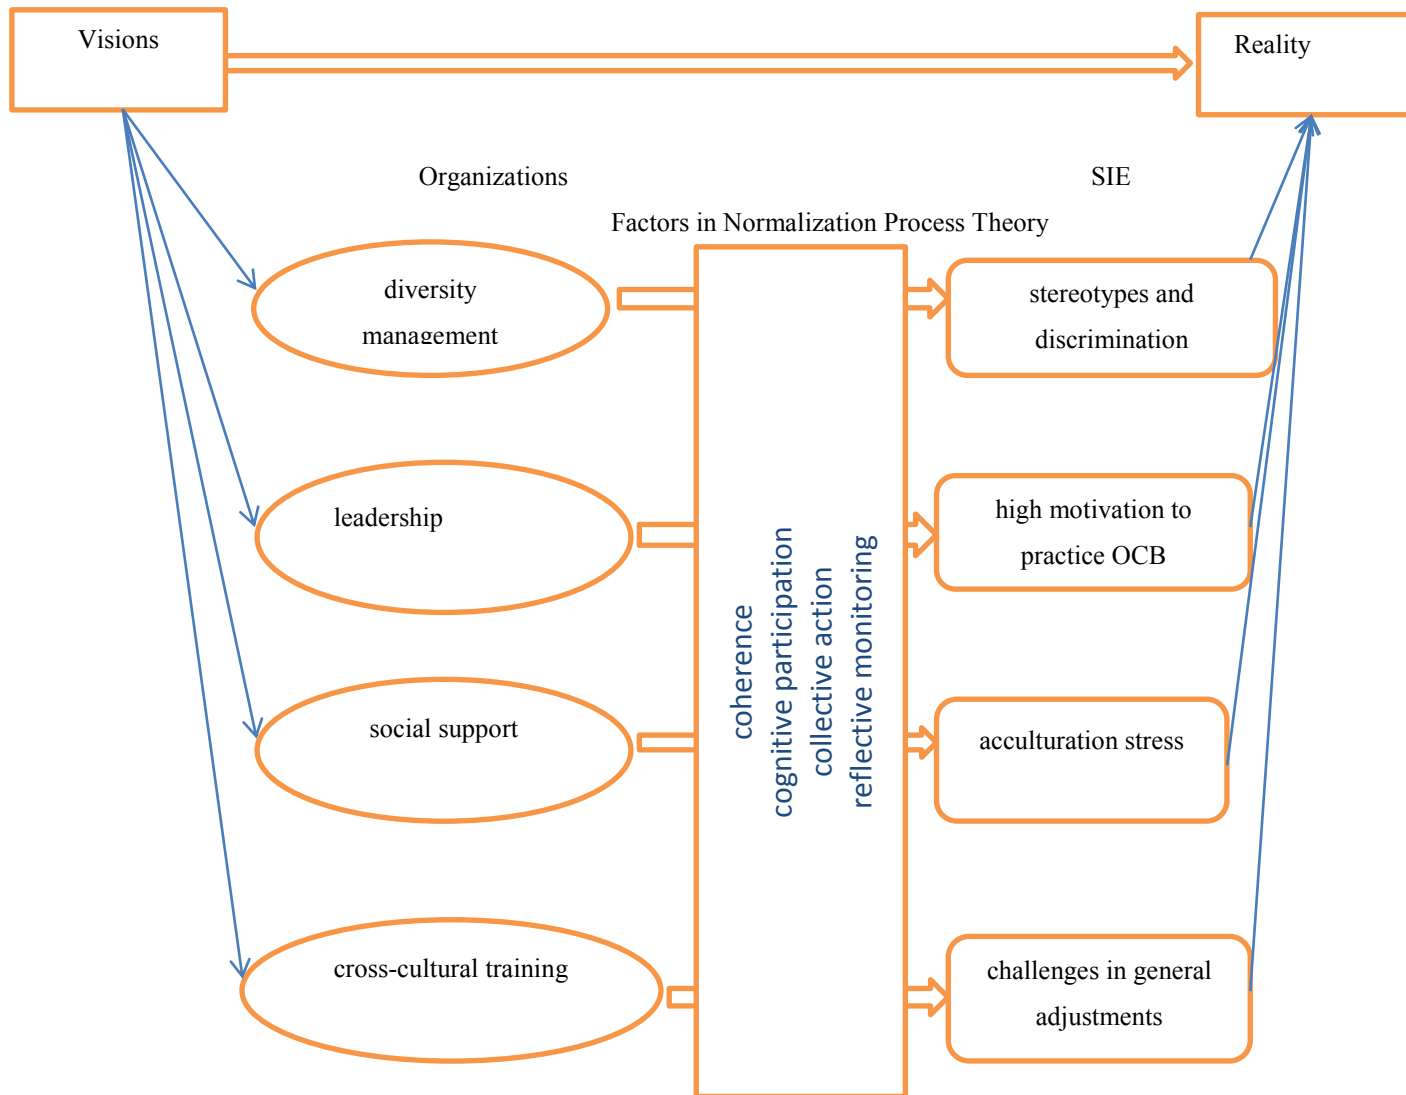 Visions
Reality
Organizations
SIE
Factors in Normalization Process Theory
diversity
management
stereotypes and
discrimination
leadership
high motivation to
practice OCB
coherence
cognitive participation
collective action
reflective monitoring
social support
acculturation stress
cross-cultural training
challenges in general
adjustments